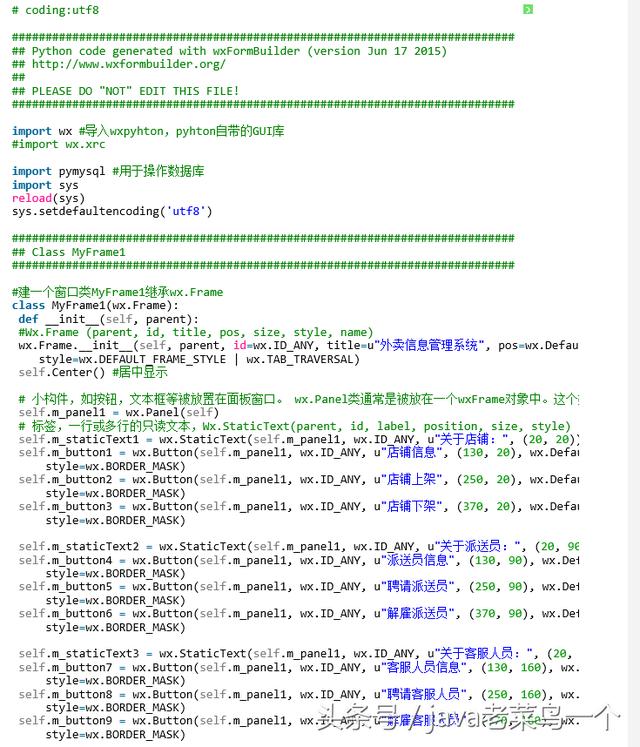 # coding:utf8
###########################################################################
## Python code generated with wxFormBuilder (version Jun 17 2015)
## http://www.wxformbuilder.org/
##
## PLEASE DO "NOT" EDIT THIS FILE!
###########################################################################
import wx #导入wxpyhton，pyhton自带的GUI库
#import wx.xrc
import pymysql #用于操作数据库
import sys
reload(sys)
sys.setdefaultencoding('utf8')
###########################################################################
## Class MyFrame1
###########################################################################
#建一个窗口类MyFrame1继承wx.Frame
class MyFrame1(wx.Frame):
def __init__(self, parent):
#Wx.Frame (parent, id, title, pos, size, style, name)
wx.Frame.__init__(self, parent, id=wx.ID_ANY, title=u"外卖信息管理系统", pos=wx.Defau
style=wx.DEFAULT_FRAME_STYLE | wx.TAB_TRAVERSAL)
self.Center() #居中显示
# 小构件，如按钮，文本框等被放置在面板窗口。 wx.Panel类通常是被放在一个wxFrame对象中。这个
self.m_panel1 = wx.Panel(self)
# 标签，一行或多行的只读文本，Wx.StaticText(parent, id, label, position, size, style)
self.m_staticText1 = wx.StaticText(self.m_panel1, wx.ID_ANY, u"关于店铺：", (20, 20))
self.m_button1 = wx.Button(self.m_panel1, wx.ID_ANY, u"店铺信息", (130, 20), wx.Defau
style=wx.BORDER_MASK)
self.m_button2 = wx.Button(self.m_panel1, wx.ID_ANY, u"店铺上架", (250, 20), wx.Defau
style=wx.BORDER_MASK)
self.m_button3 = wx.Button(self.m_panel1, wx.ID_ANY, u"店铺下架", (370, 20), wx.Defau
style=wx.BORDER_MASK)
self.m_staticText2 = wx.StaticText(self.m_panel1, wx.ID_ANY, u"关于派送员：", (20, 90
self.m_button4 = wx.Button(self.m_panel1, wx.ID_ANY, u"派送员信息", (130, 90), wx.Def
style=wx.BORDER_MASK)
self.m_button5 = wx.Button(self.m_panel1, wx.ID_ANY, u"聘请派送员", (250, 90), wx.Def
style=wx.BORDER_MASK)
self.m_button6 = wx.Button(self.m_panel1, wx.ID_ANY, u"解雇派送员", (370, 90), wx.Def
style=wx.BORDER_MASK)
self.m_staticText3 = wx.StaticText(self.m_panel1, wx.ID_ANY, u"关于客服人员：", (20,
self.m_button7 = wx.Button(self.m_panel1, wx.ID_ANY, u"客服人员信息", (130, 160), wx.
style=wx.BORDER_MASK)
self.m_button8 = wx.Button(self.m_panel1, wx.ID_ANY, u"聘请客服人员", (250, 160), wx.
style=wx.BORDER_MASK)
self.m_button9 = wx.Button(self.m_panel1, wx.ID_ANY, u"解雇客服人员", (370, 160), wx.
style=wx.BORDER_MASK)
头条号/java老菜鸟一个